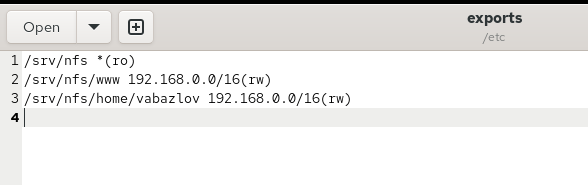 Open
exports
/etc
1 /srv/nfs *(ro)
2 /srv/nfs/www 192.168.0.0/16(rw)
3 /srv/nfs/home/vabazlov 192.168.0.0/16(rw)
4